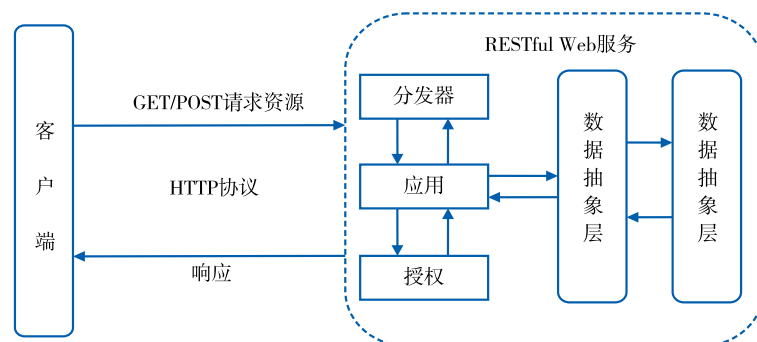 RESTful Web服务
分发器
GET/POST请求资源
客户端
HTTP协议
应用
数据抽象层
数据抽象层
响应
授权